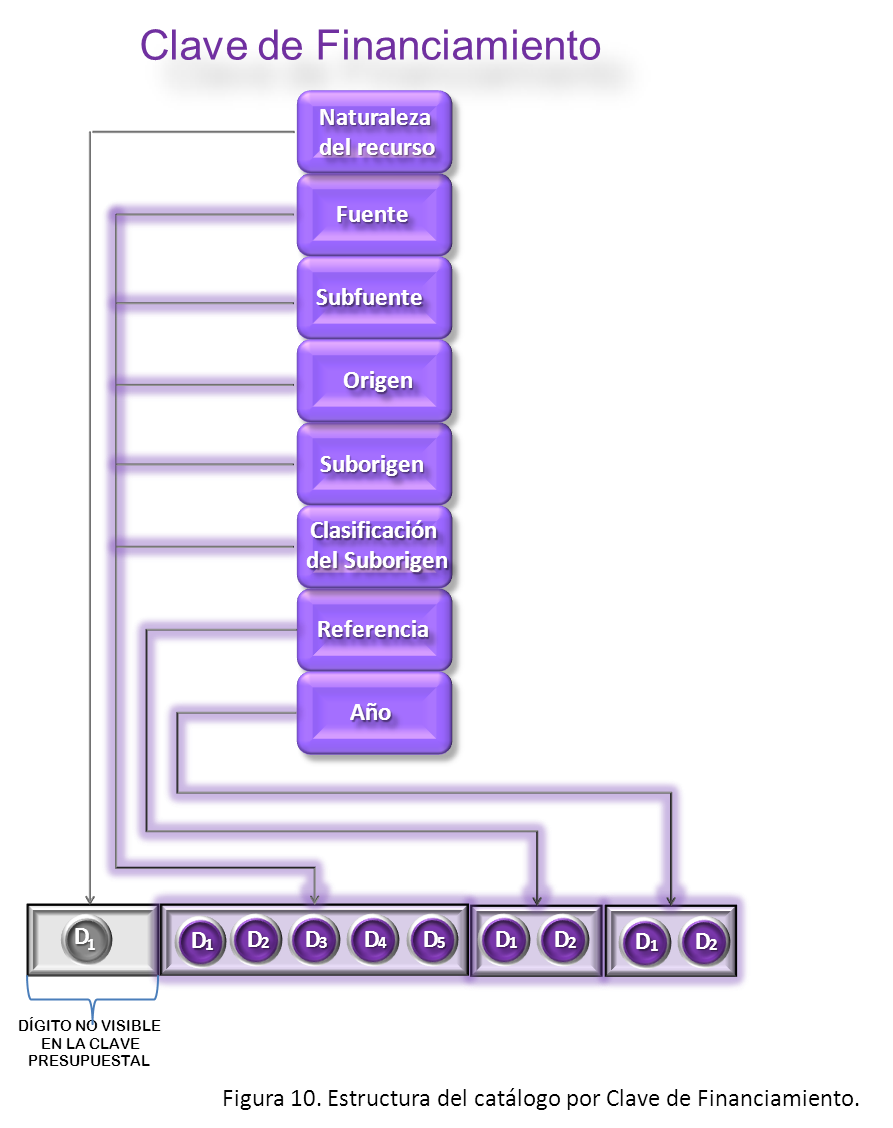 Clave de Financiamiento
Naturaleza
del recurso
Fuente
Subfuente
Origen
Suborigen
Clasificación
del Suborigen
Referencia
Año
D1
D1 D2 D3 D4 D5
D1 D2
D1 D2
DÍGITO NO VISIBLE
EN LA CLAVE
PRESUPUESTAL
Figura 10. Estructura del catálogo por Clave de Financiamiento.